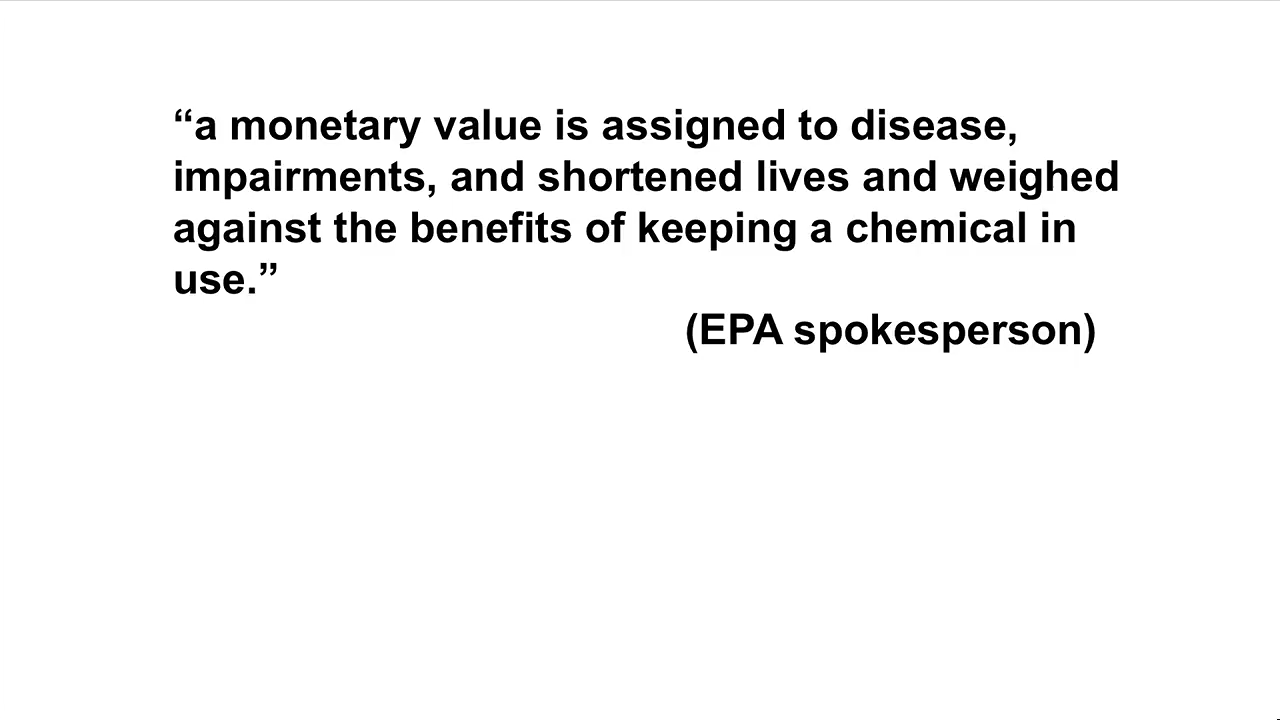 “a monetary value is assigned to disease,
impairments, and shortened lives and weighed
against the benefits of keeping a chemical in
use.”
(EPA spokesperson)